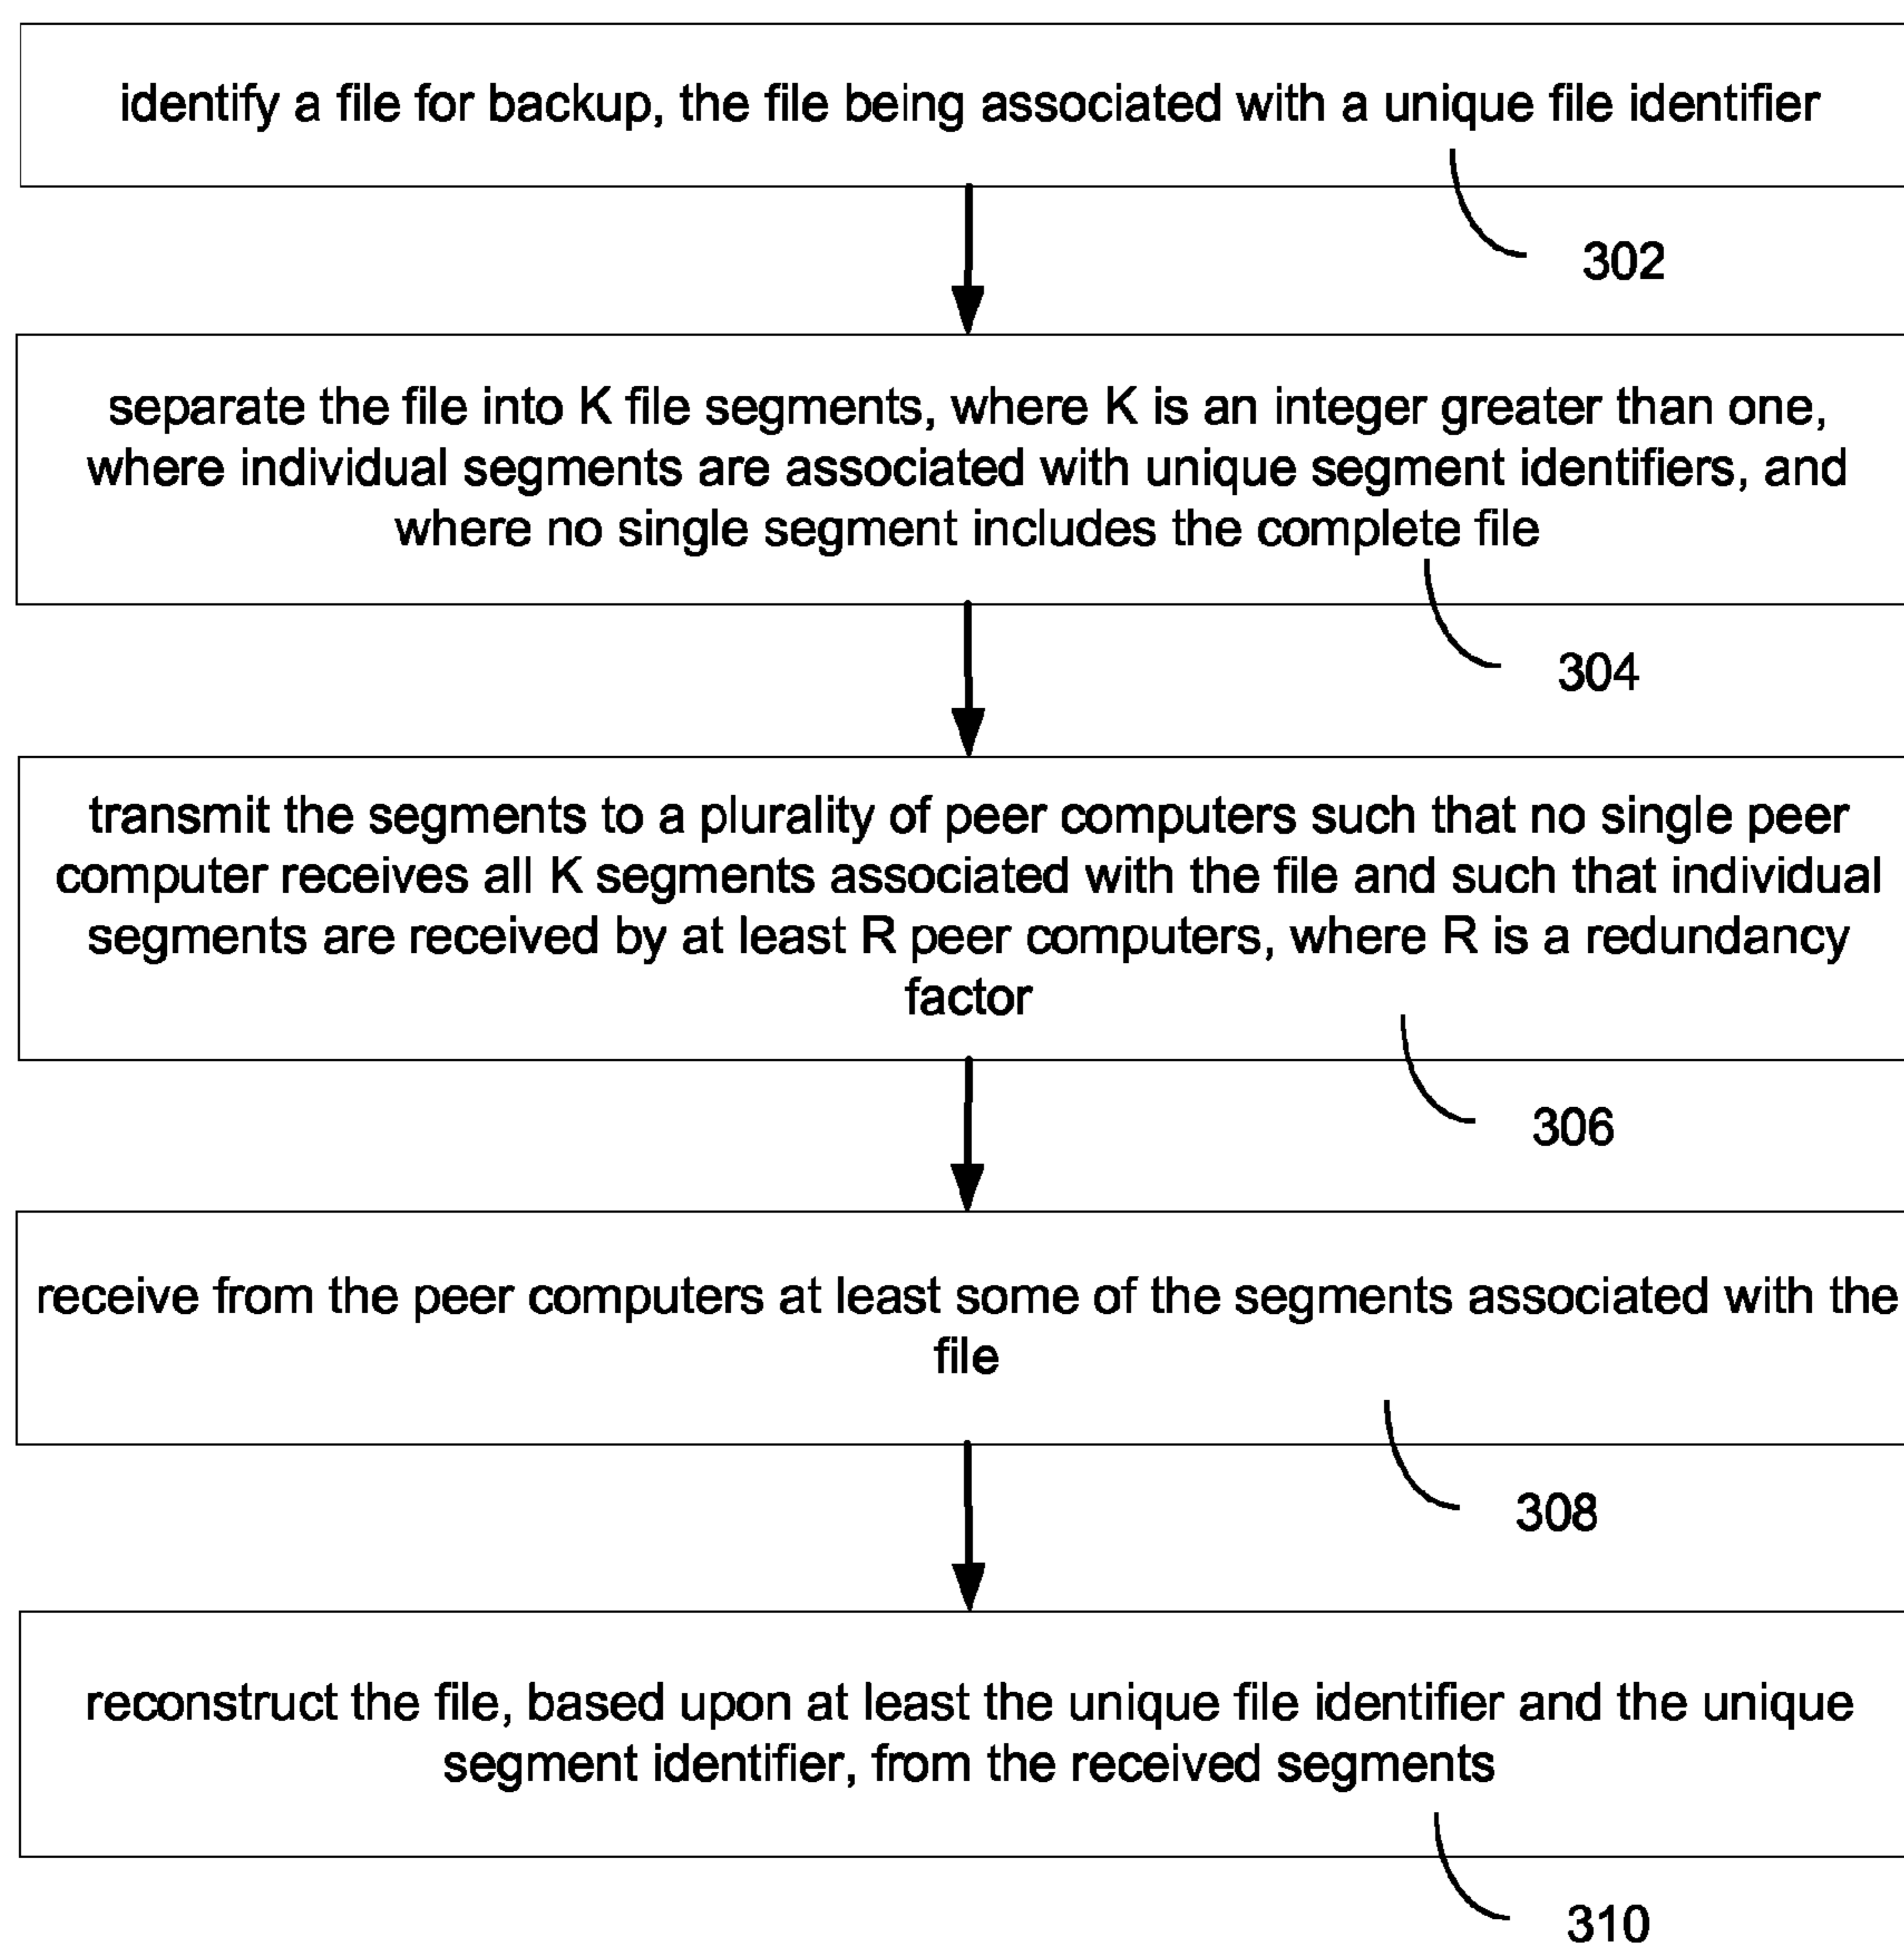 identify a file for backup, the file being associated with a unique file identifier
302
separate the file into K file segments, where K is an integer greater than one,
where individual segments are associated with unique segment identifiers, and
where no single segment includes the complete file
304
transmit the segments to a plurality of peer computers such that no single peer
computer receives all K segments associated with the file and such that individual
segments are received by at least R peer computers, where R is a redundancy
factor
306
receive from the peer computers at least some of the segments associated with the
file
308
reconstruct the file, based upon at least the unique file identifier and the unique
segment identifier, from the received segments
310